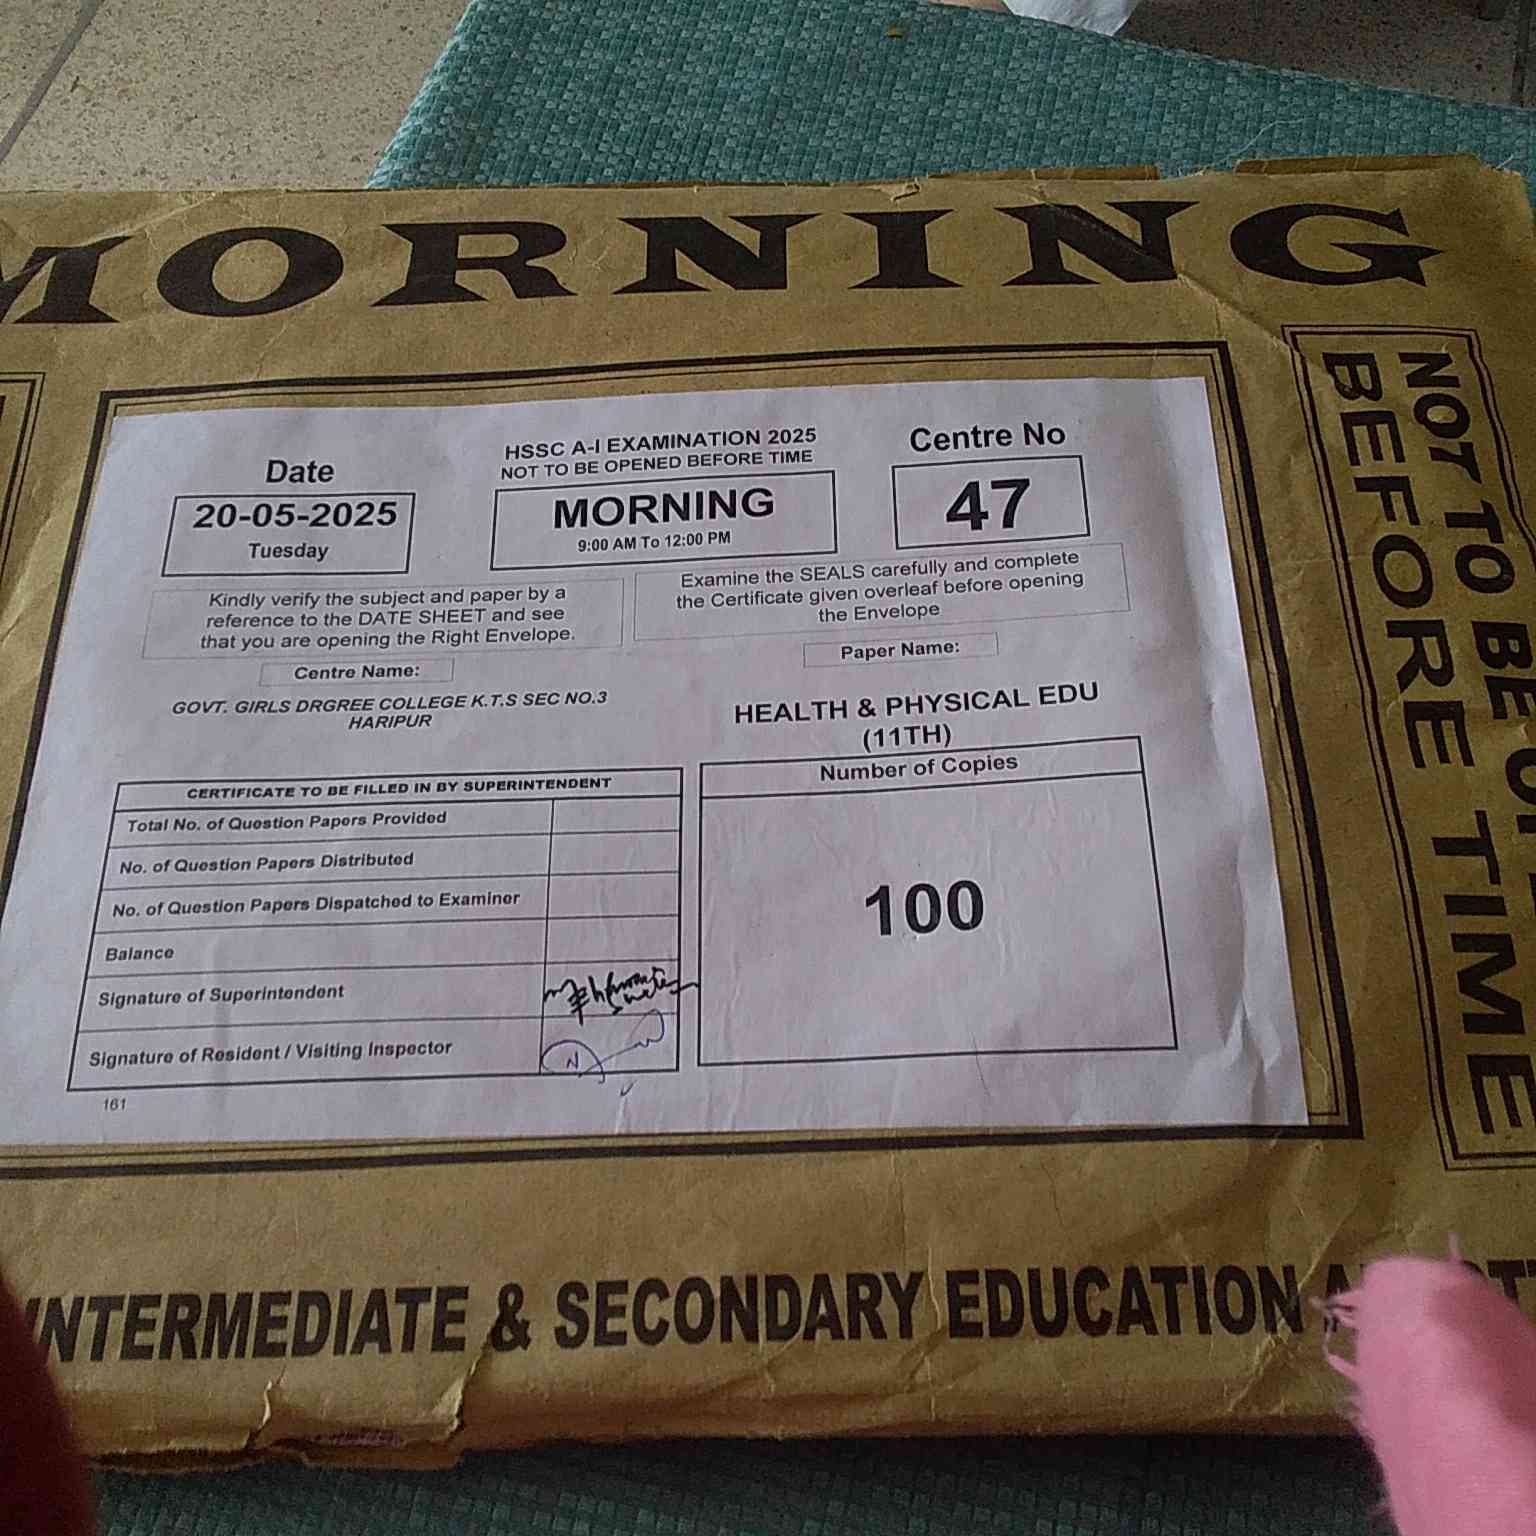 MORNING
HSSC A-I EXAMINATION 2025
NOT TO BE OPENED BEFORE TIME
Date
20-05-2025
Tuesday
MORNING
9:00 AM To 12:00 PM
Centre No
47
Kindly verify the subject and paper by a
reference to the DATE SHEET and see
that you are opening the Right Envelope.
Examine the SEALS carefully and complete
the Certificate given overleaf before opening
the Envelope
Centre Name:
GOVT. GIRLS DRGREE COLLEGE K.T.S SEC NO.3
HARIPUR
Paper Name:
HEALTH & PHYSICAL EDU
(11TH)
CERTIFICATE TO BE FILLED IN BY SUPERINTENDENT
Total No. of Question Papers Provided
No. of Question Papers Distributed
No. of Question Papers Dispatched to Examiner
Balance
Signature of Superintendent
Signature of Resident / Visiting Inspector
Number of Copies
100
161
NOT TO BE
BEFORE TIME
INTERMEDIATE & SECONDARY EDUCATION